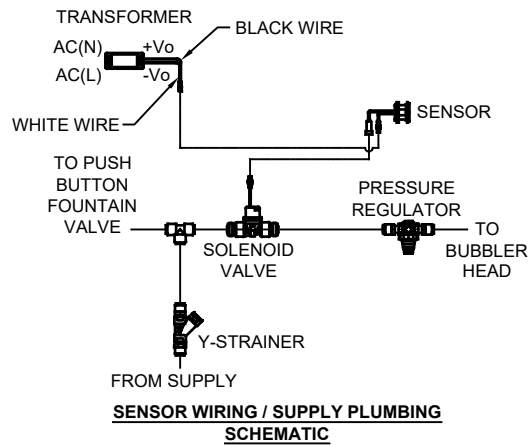 TRANSFORMER
BLACK WIRE
AC(N)
+Vo
AC(L)
-Vo
WHITE WIRE
SENSOR
TO PUSH
BUTTON
FOUNTAIN
VALVE
PRESSURE
REGULATOR
SOLENOID
VALVE
TO
BUBBLER
HEAD
Y-STRAINER
FROM SUPPLY
SENSOR WIRING / SUPPLY PLUMBING
SCHEMATIC